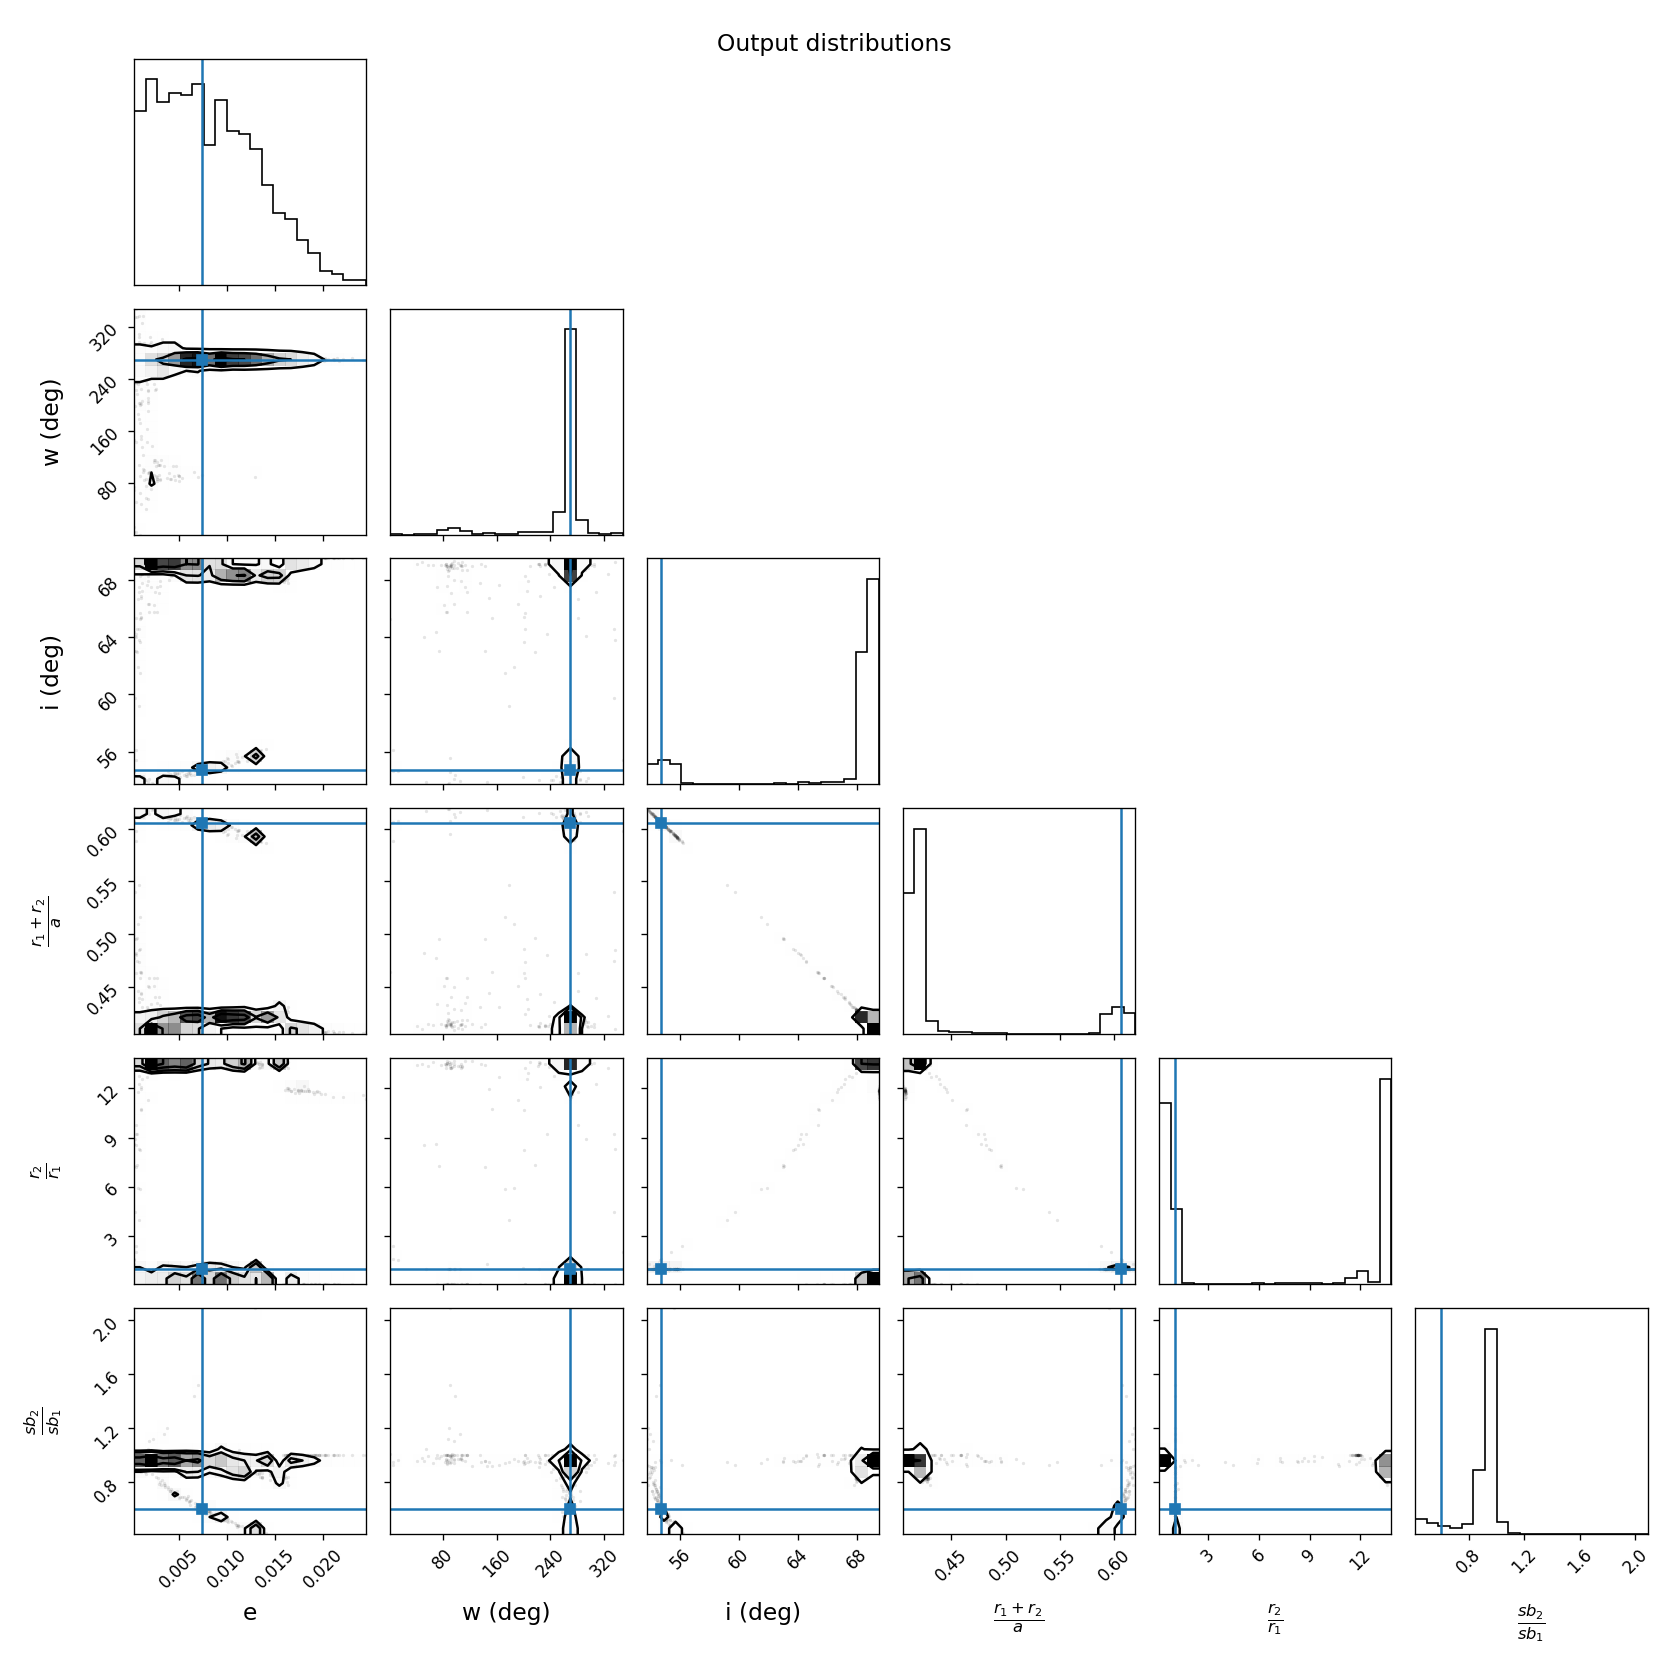 Output distributions
w (deg)
320
240
160
80
i (deg)
68
64
60
56
r₁ + r₂ / a
0.60
0.55
0.50
0.45
r₂ / r₁
12
9
6
3
sb₂ / sb₁
2.0
1.6
1.2
0.8
0.005 0.010 0.015 0.020
80 160 240 320
56 60 64 68
0.45 0.50 0.55 0.60
3 6 9 12
0.8 1.2 1.6 2.0
e
w (deg)
i (deg)
r₁ + r₂ / a
r₂ / r₁
sb₂ / sb₁